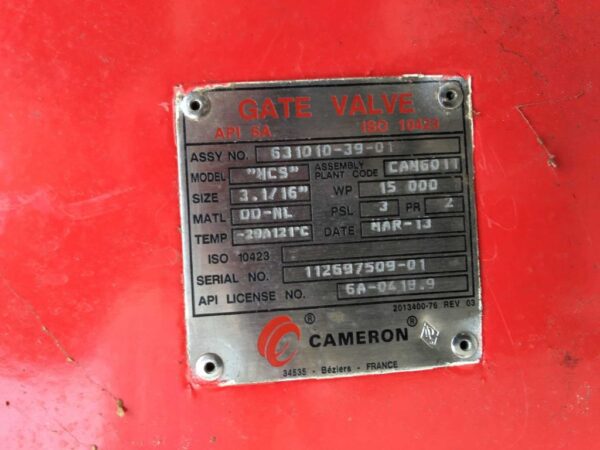 GATE VALVE
API 6A ISO 10423
ASSY NO. 631010-39-01
MODEL "MCS" ASSEMBLY PLANT CODE CAM6011
SIZE 3.1/16" WP 15 000
MATL DD-NL PSL 3 PR 2
TEMP -29A121°C DATE MAR-13
ISO 10423
SERIAL NO. 112697509-01
API LICENSE NO. 6A-0418.9
2013400-76 REV 03
® CAMERON ®
34535 - Béziers - FRANCE